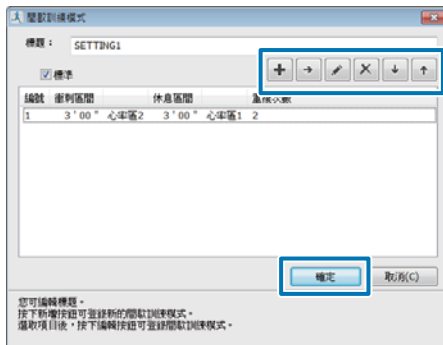 間歇訓練模式
標題： SETTING1
標準
編號 衝刺區間 休息區間 重複次數
1 3'00" 心率區2 3'00" 心率區1 2
確定 取消(C)
您可編輯標題。
按下新增按鈕可登錄新的間歇訓練模式。
選取項目後，按下編輯按鈕可登錄間歇訓練模式。